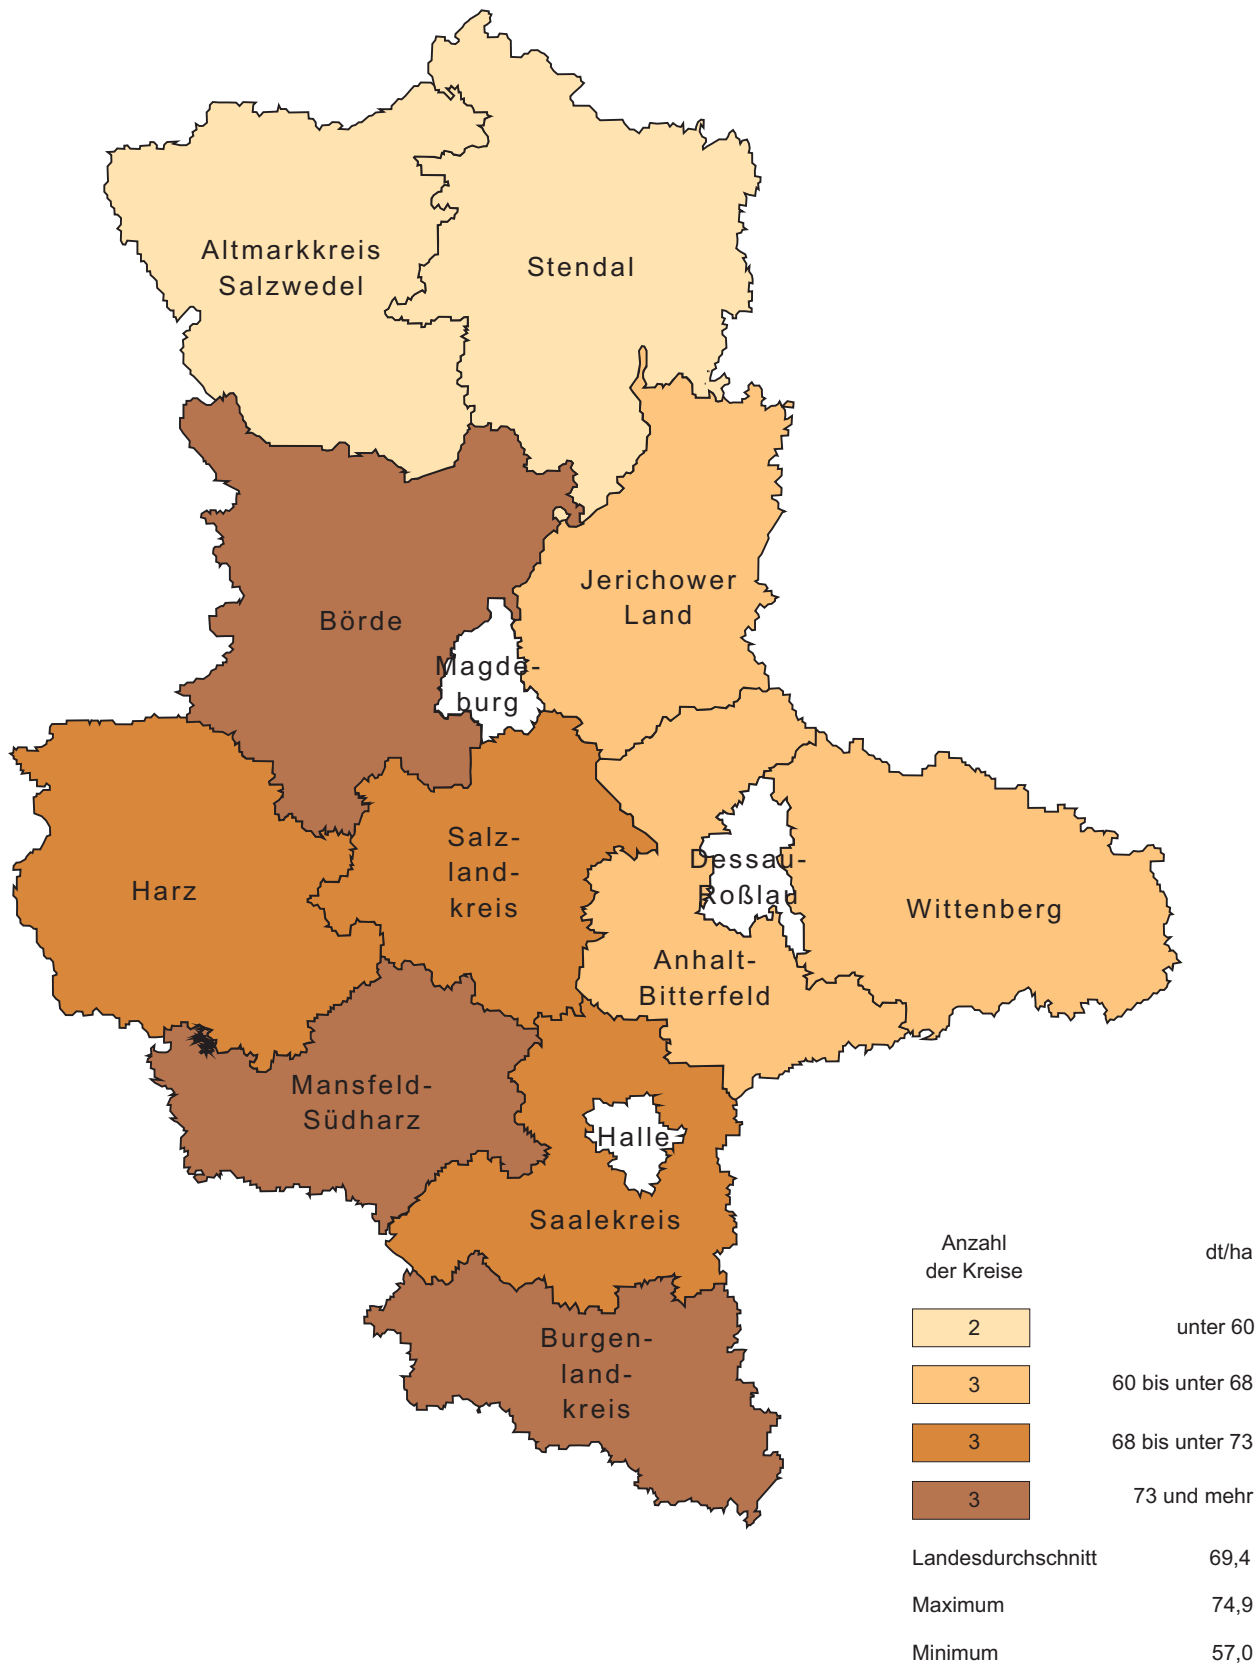 Altmarkkreis
Salzwedel
Stendal
Jerichower
Land
Börde
Magde-
burg
Salz-
land-
kreis
Harz
Dessau-
Roßlau
Wittenberg
Anhalt-
Bitterfeld
Mansfeld-
Südharz
Halle
Saalekreis
Burgen-
land-
kreis
Anzahl
der Kreise
dt/ha
2 unter 60
3 60 bis unter 68
3 68 bis unter 73
3 73 und mehr
Landesdurchschnitt 69,4
Maximum 74,9
Minimum 57,0